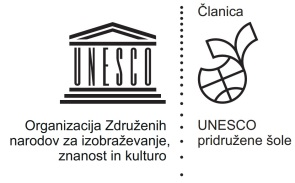 UNESCO
Organizacija Združenih
narodov za izobraževanje,
znanost in kulturo
Članica
UNESCO
pridružene šole